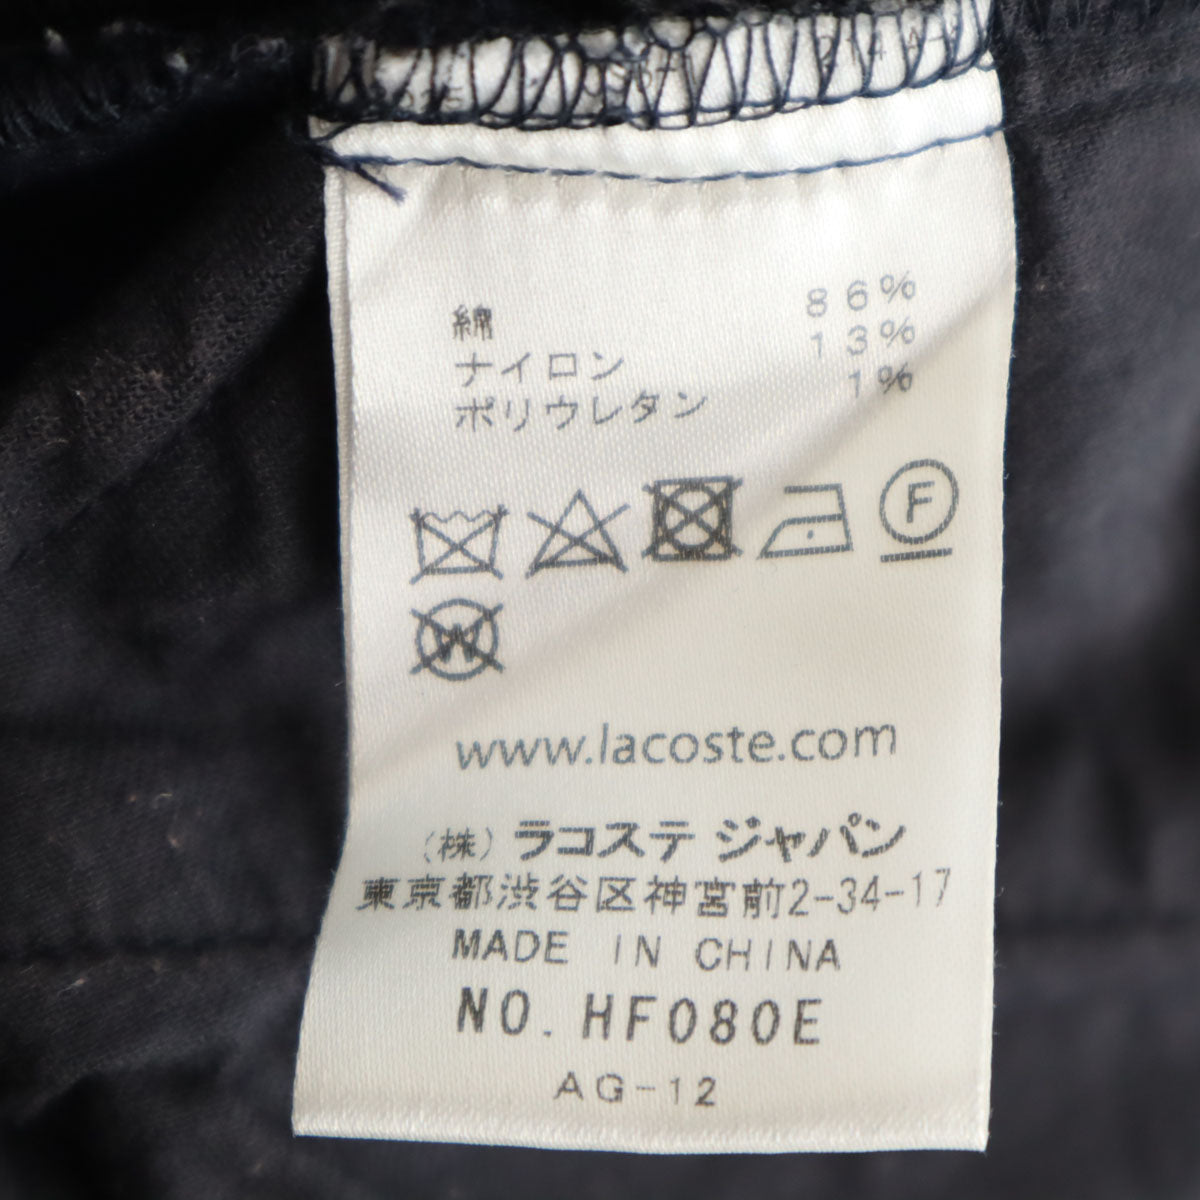 綿 86%
ナイロン 13%
ポリウレタン 1%
F
W
www.lacoste.com
(株) ラコステ ジャパン
東京都渋谷区神宮前2-34-17
MADE IN CHINA
NO. HF080E
AG-12